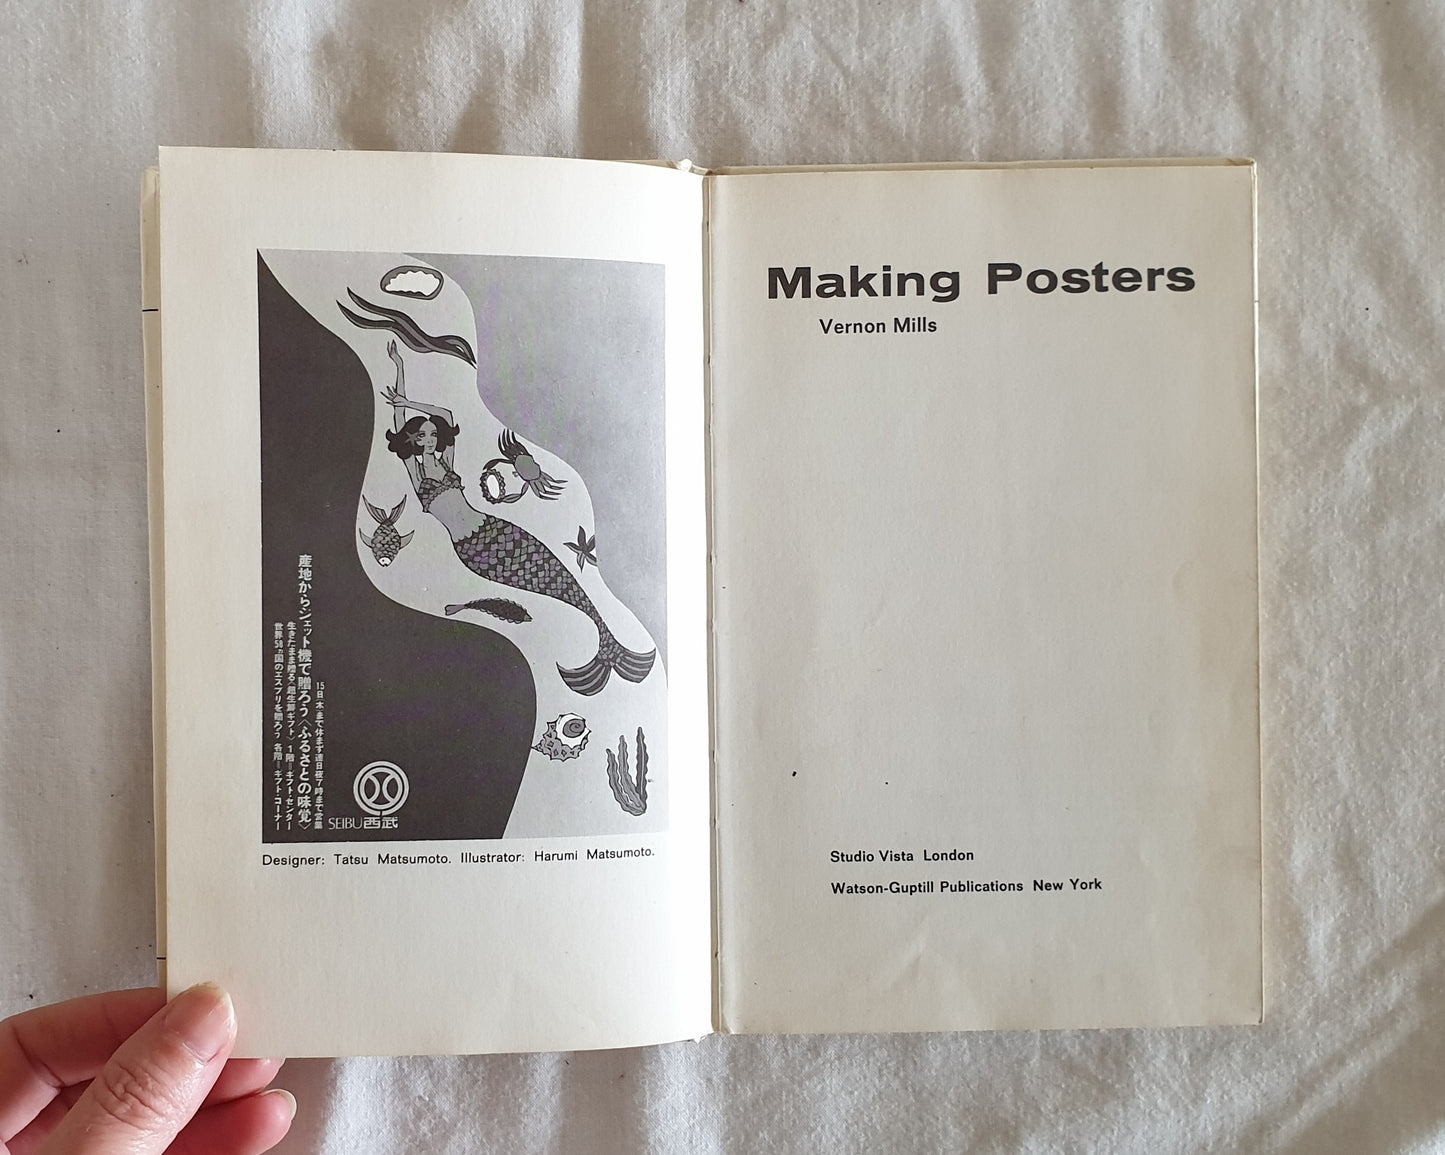 15日〈木〉まで休まず連日夜7時まで営業
産地からジェット機で贈ろう〈ふるさとの味覚〉
生きたまま贈る〈超生鮮ギフト〉1階=ギフト・センター
世界58ヵ国のエスプリを贈ろう 各階=ギフト・コーナー
SEIBU西武
Designer: Tatsu Matsumoto. Illustrator: Harumi Matsumoto.
Making Posters
Vernon Mills
Studio Vista London
Watson-Guptill Publications New York